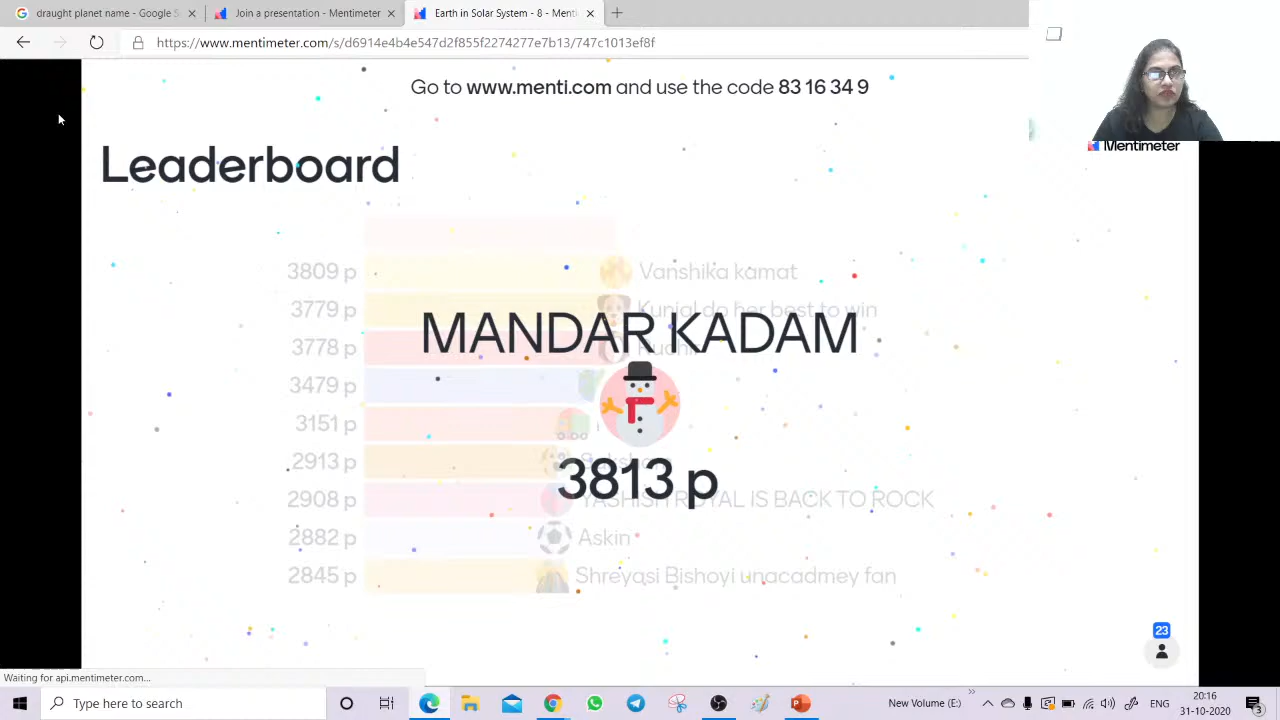 draught planet name - Google S
Join a presentation - Mentimeter
Earth in Solar System - 8 - Menti
https://www.mentimeter.com/s/d6914e4b4e547d2f855f2274277e7b13/747c1013ef8f
Go to www.menti.com and use the code 83 16 34 9
Mentimeter
Leaderboard
3809 p Vanshika kamat
3779 p Kunjal do her best to win
MANDAR KADAM
3778 p
3479 p
3151 p
2913 p
3813 p
2908 p YASHISH ROYAL IS BACK TO ROCK
2882 p Askin
2845 p Shreyasi Bishoyi unacadmey fan
23
Waiting for api.mentimeter.com...
Type here to search
New Volume (E:)
20:16
31-10-2020
3